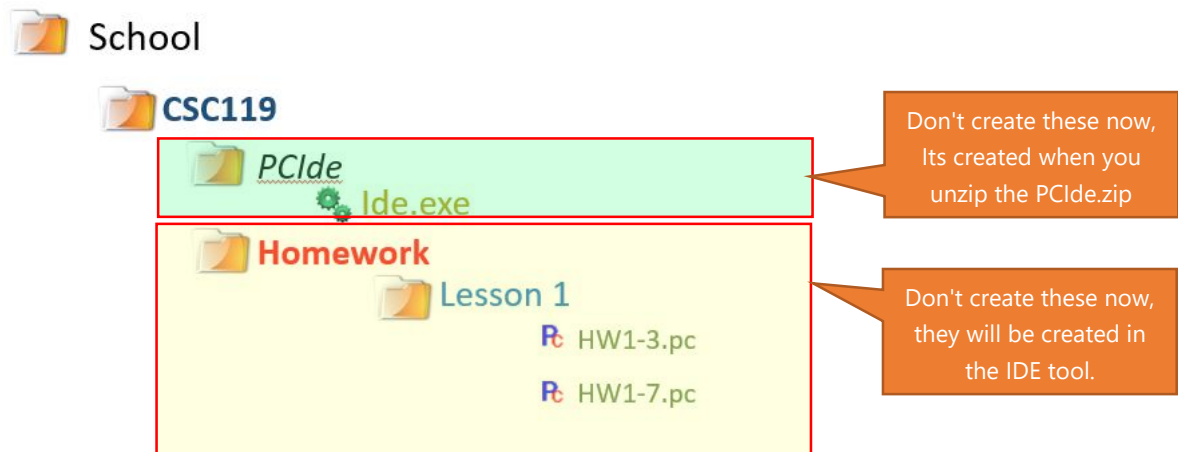 School
CSC119
Don't create these now,
Its created when you
unzip the PCIde.zip
PCIde
Ide.exe
Homework
Lesson 1
Don't create these now,
they will be created in
the IDE tool.
Pc HW1-3.pc
Pc HW1-7.pc